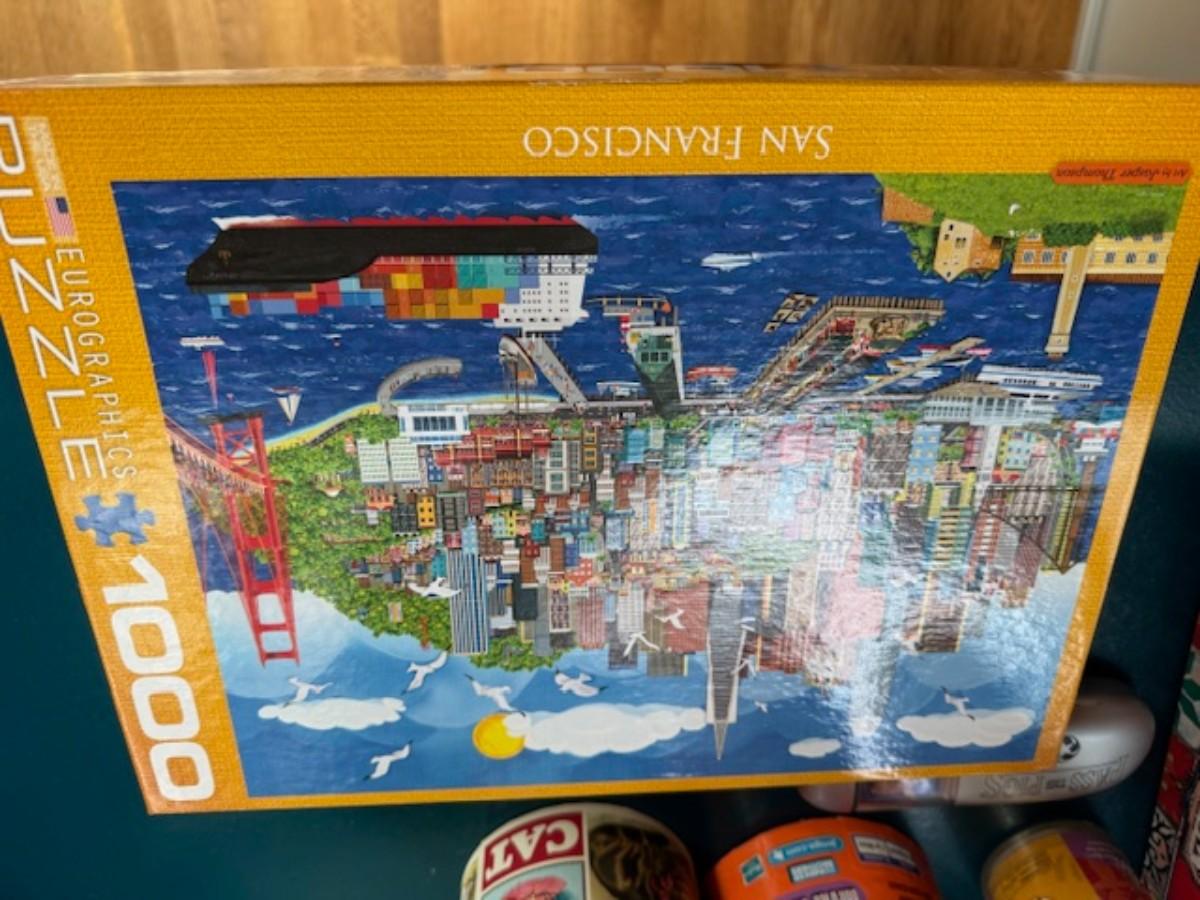 SAN FRANCISCO
Art by Jasper Thompson
EUROGRAPHICS
PUZZLE 1000
CAT